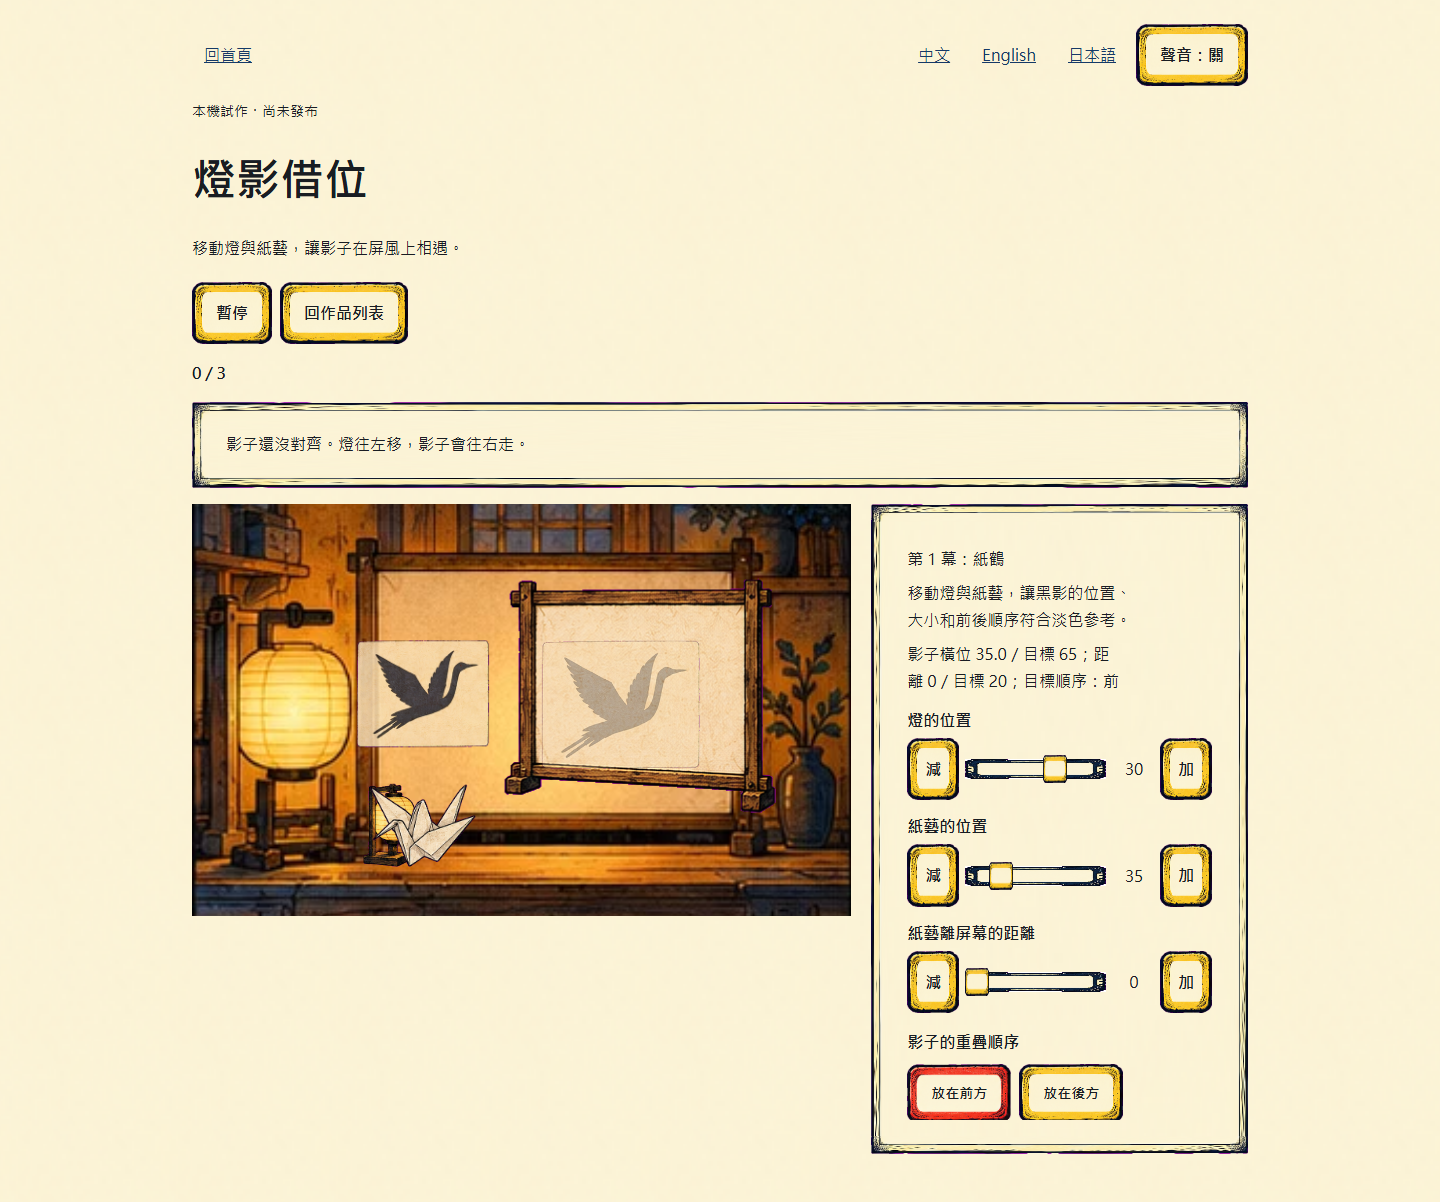 回首頁
中文 English 日本語 聲音：關
本機試作・尚未發布
燈影借位
移動燈與紙藝，讓影子在屏風上相遇。
暫停 回作品列表
0 / 3
影子還沒對齊。燈往左移，影子會往右走。
第 1 幕：紙鶴
移動燈與紙藝，讓黑影的位置、
大小和前後順序符合淡色參考。
影子橫位 35.0 / 目標 65；距
離 0 / 目標 20；目標順序：前
燈的位置
減 30 加
紙藝的位置
減 35 加
紙藝離屏幕的距離
減 0 加
影子的重疊順序
放在前方 放在後方